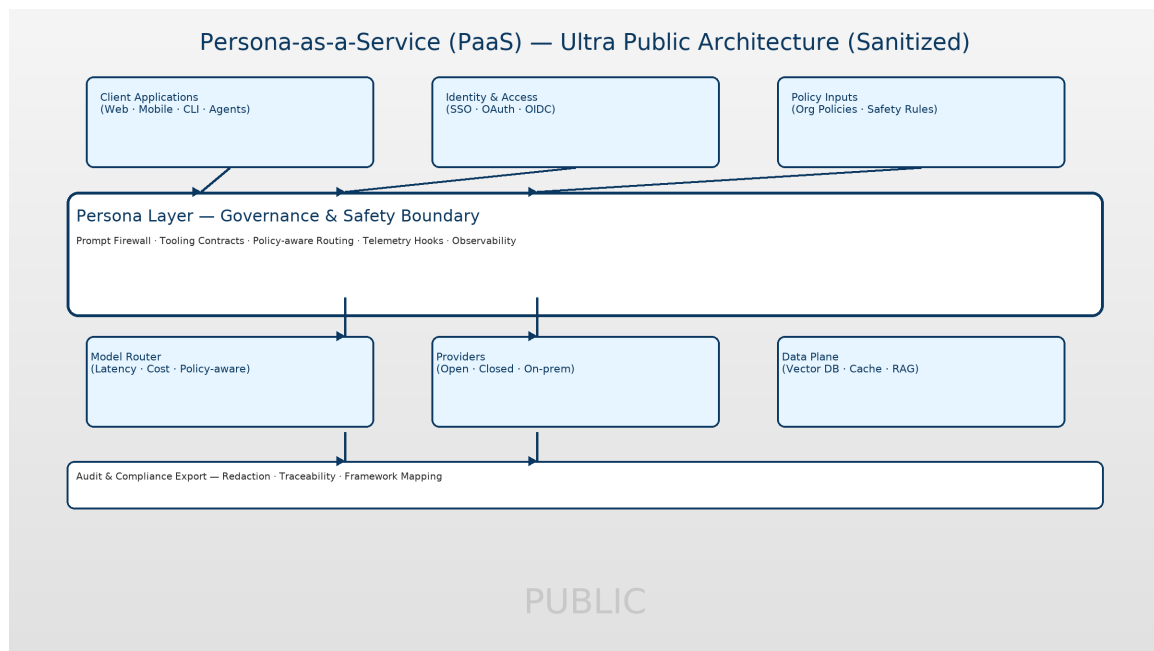 Persona-as-a-Service (PaaS) — Ultra Public Architecture (Sanitized)
Client Applications
(Web · Mobile · CLI · Agents)
Identity & Access
(SSO · OAuth · OIDC)
Policy Inputs
(Org Policies · Safety Rules)
Persona Layer — Governance & Safety Boundary
Prompt Firewall · Tooling Contracts · Policy-aware Routing · Telemetry Hooks · Observability
Model Router
(Latency · Cost · Policy-aware)
Providers
(Open · Closed · On-prem)
Data Plane
(Vector DB · Cache · RAG)
Audit & Compliance Export — Redaction · Traceability · Framework Mapping
PUBLIC